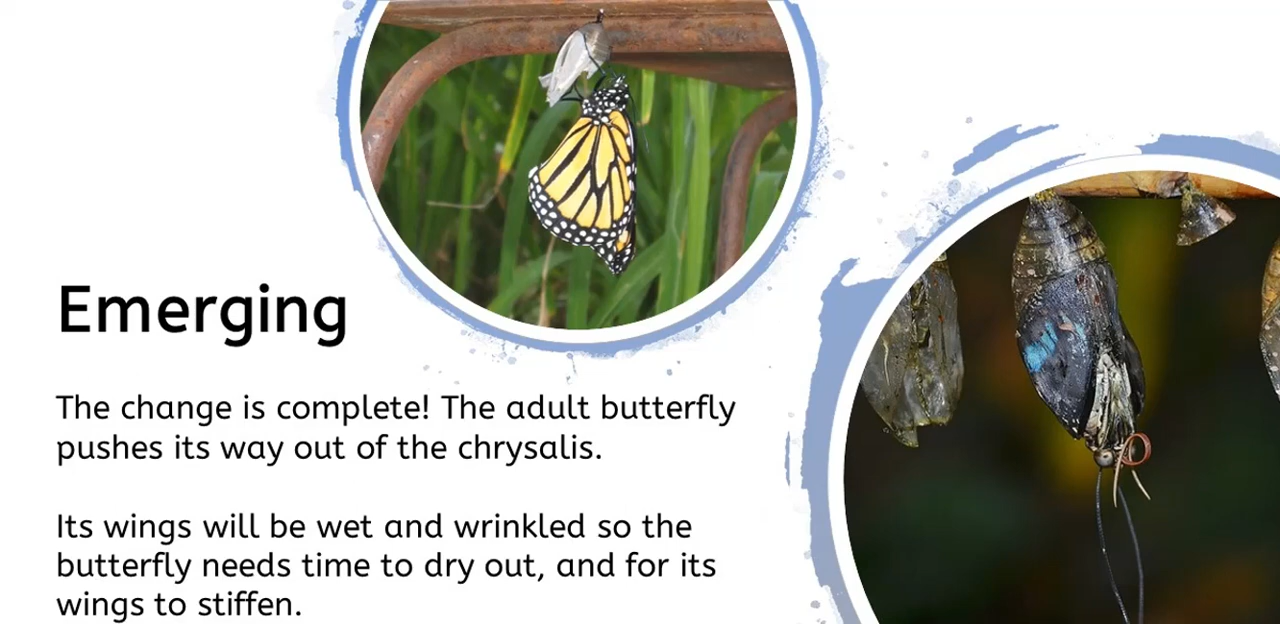 Emerging
The change is complete! The adult butterfly
pushes its way out of the chrysalis.
Its wings will be wet and wrinkled so the
butterfly needs time to dry out, and for its
wings to stiffen.